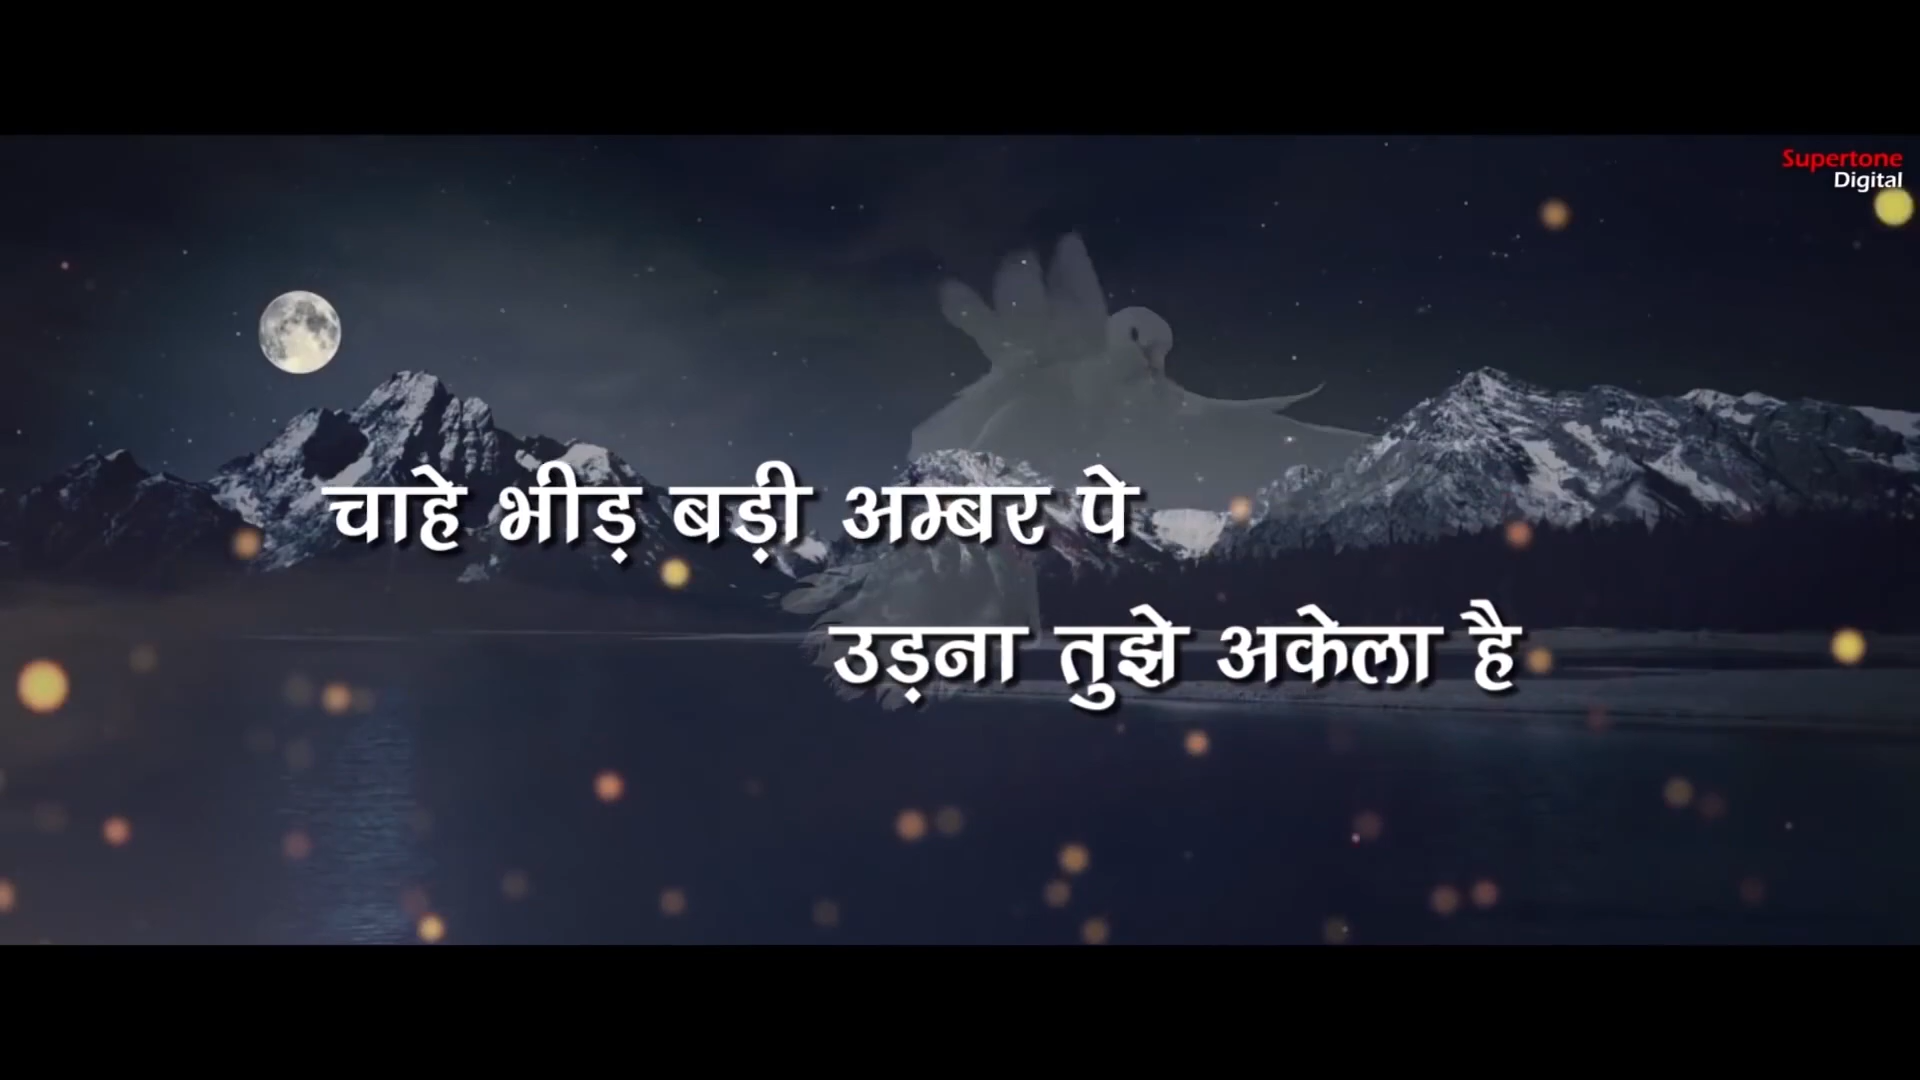 Supertone
Digital
चाहे भीड़ बड़ी अम्बर पे
उड़ना तुझे अकेला है